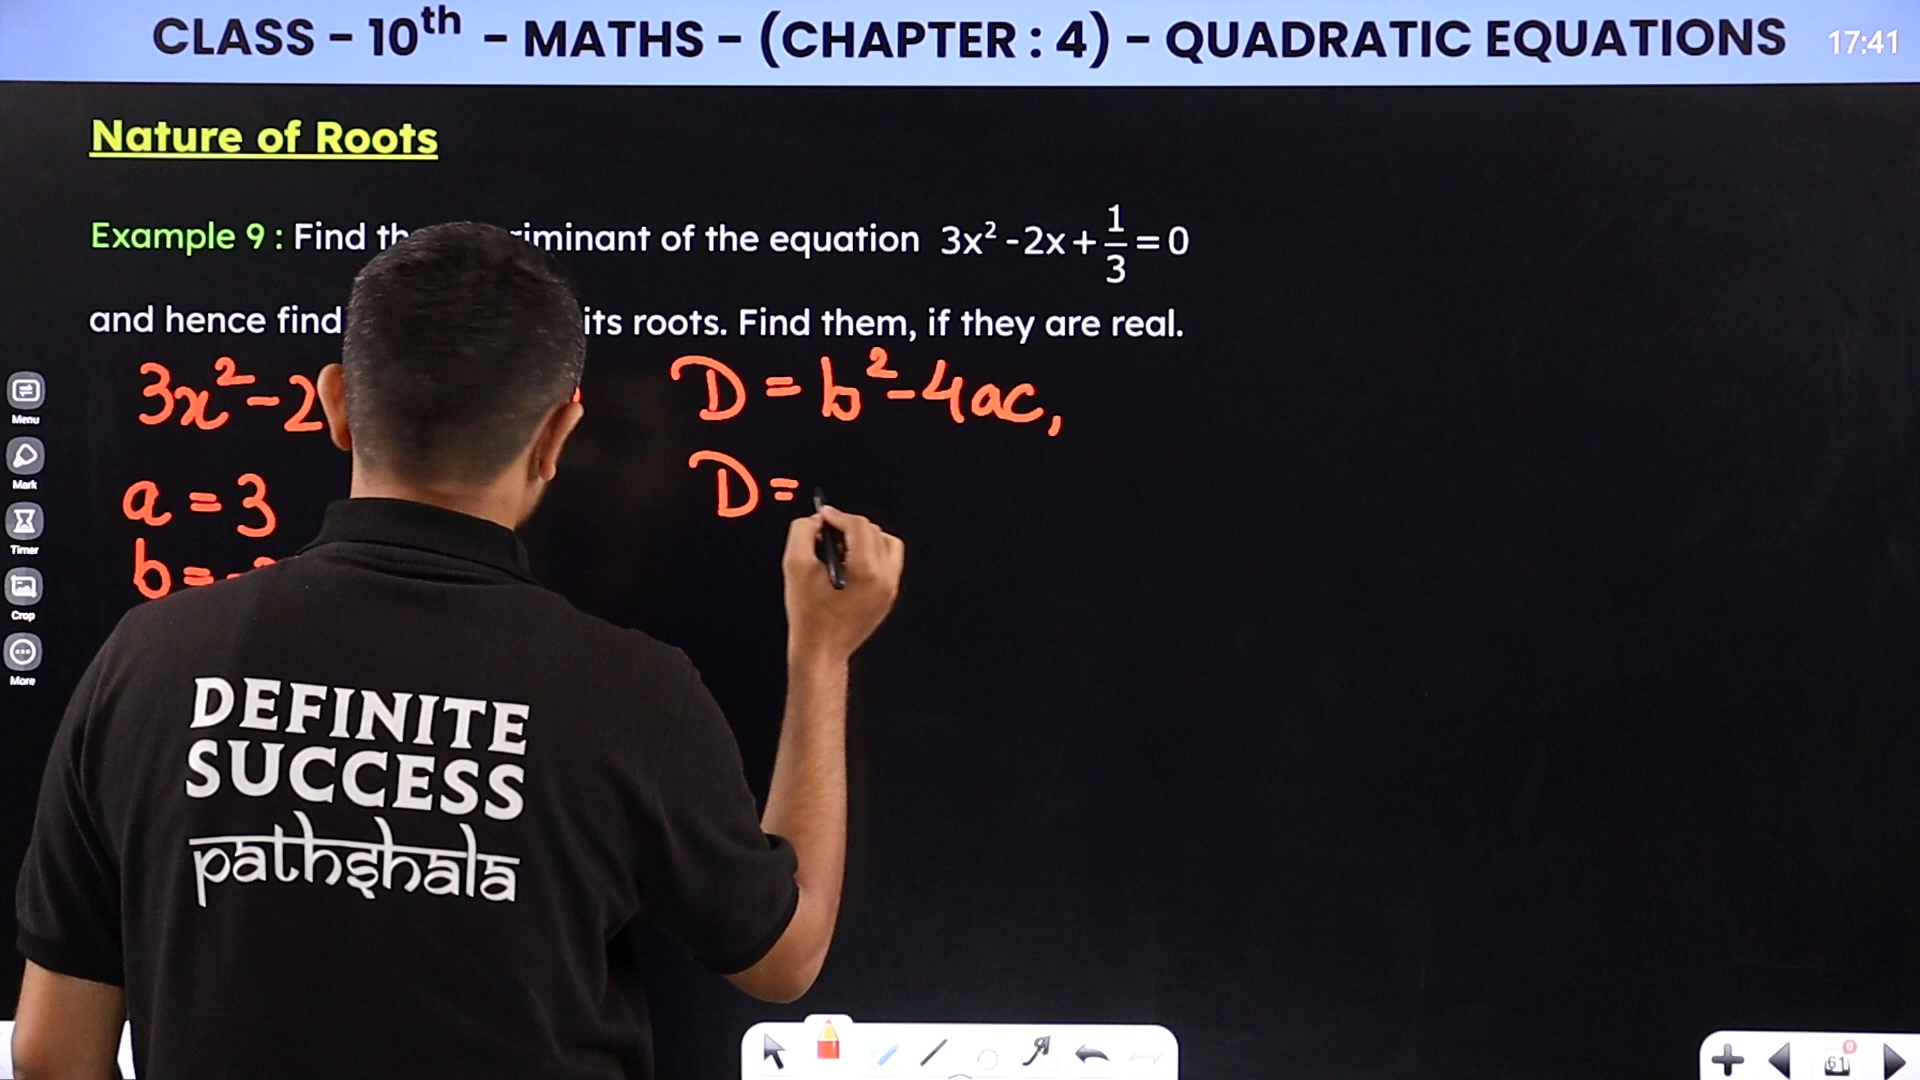 CLASS - 10th - MATHS - (CHAPTER : 4) - QUADRATIC EQUATIONS
17:41
Nature of Roots
Example 9 : Find iminant of the equation 3x² - 2x + 1/3 = 0
and hence find its roots. Find them, if they are real.
3x² - 2
D = b² - 4ac,
a = 3
D =
b = -
Menu
Mark
Timer
Crop
More
DEFINITE
SUCCESS
pathshala
61